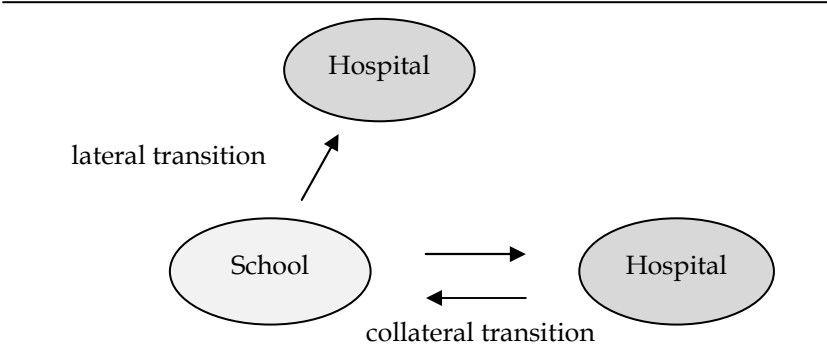 Hospital
lateral transition
School
Hospital
collateral transition